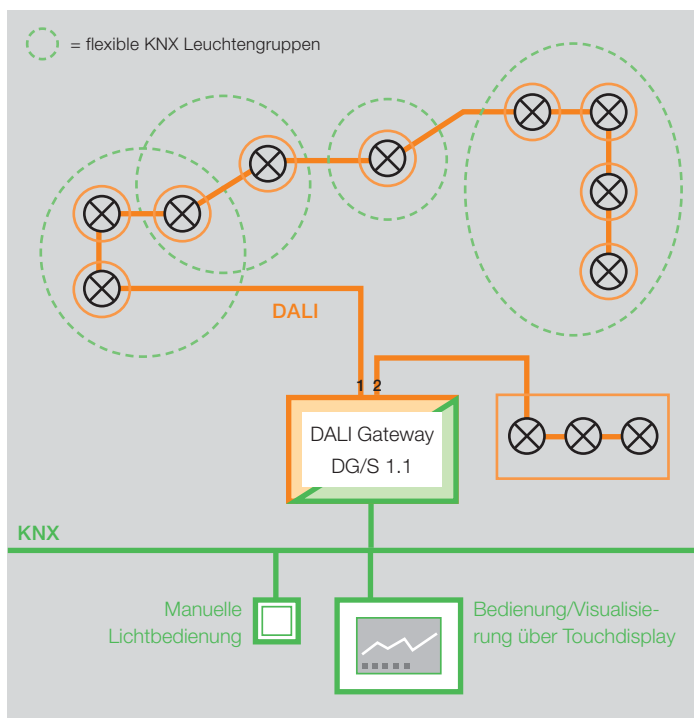 = flexible KNX Leuchtengruppen
DALI
1 2
DALI Gateway
DG/S 1.1
KNX
Manuelle
Lichtbedienung
Bedienung/Visualisie-
rung über Touchdisplay